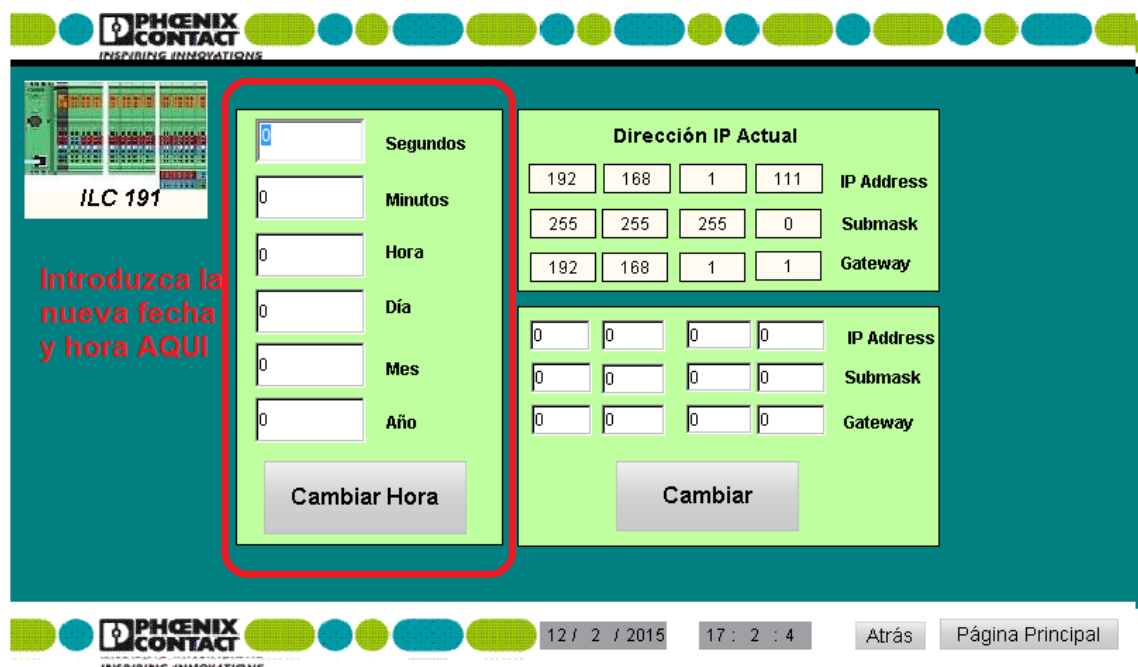 PHŒNIX
CONTACT
INSPIRING INNOVATIONS
ILC 191
Introduzca la
nueva fecha
y hora AQUI
0 Segundos
0 Minutos
0 Hora
0 Día
0 Mes
0 Año
Cambiar Hora
Dirección IP Actual
192 168 1 111 IP Address
255 255 255 0 Submask
192 168 1 1 Gateway
0 0 0 0 IP Address
0 0 0 0 Submask
0 0 0 0 Gateway
Cambiar
PHŒNIX
CONTACT
INSPIRING INNOVATIONS
12 / 2 / 2015 17 : 2 : 4 Atrás Página Principal